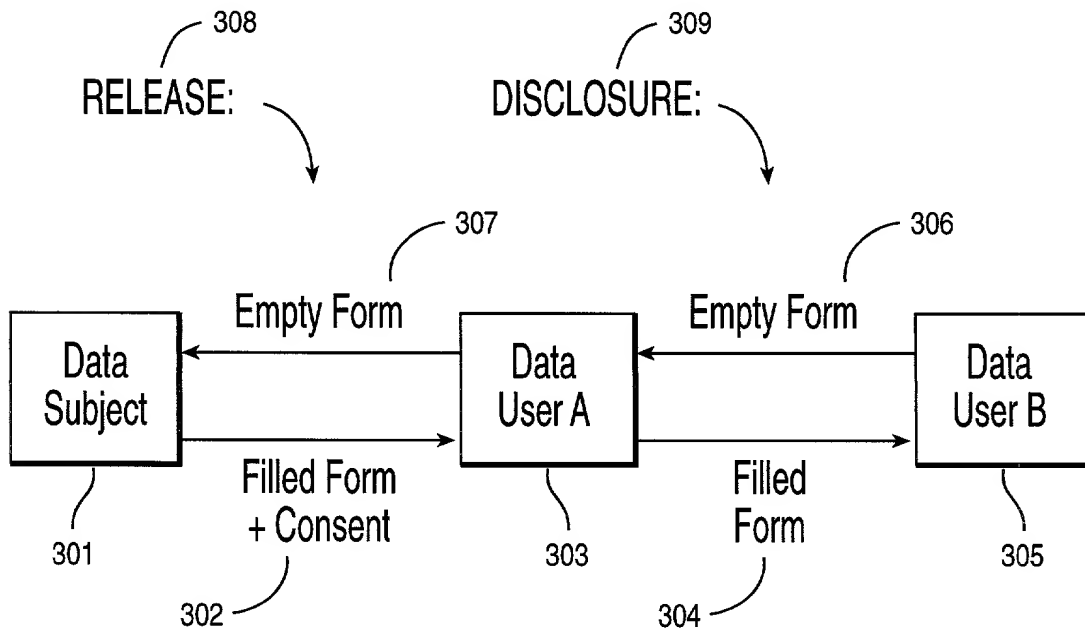 308
309
RELEASE:
DISCLOSURE:
307
306
Empty Form
Empty Form
Data
Subject
Data
User A
Data
User B
Filled Form
+ Consent
Filled
Form
301
303
305
302
304